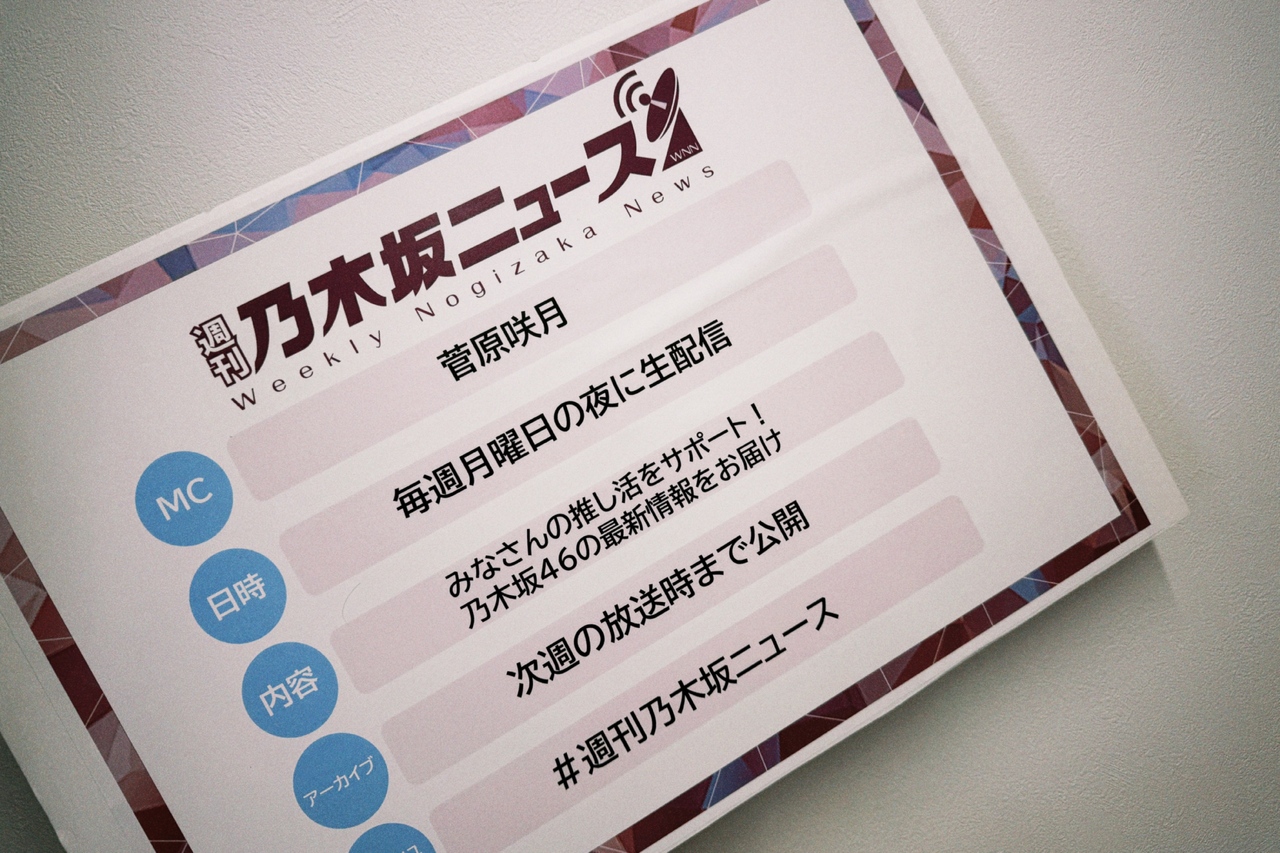 週刊
乃木坂ニュース
WNN
Weekly Nogizaka News
MC
菅原咲月
日時
毎週月曜日の夜に生配信
内容
みなさんの推し活をサポート！
乃木坂46の最新情報をお届け
アーカイブ
次週の放送時まで公開
#週刊乃木坂ニュース